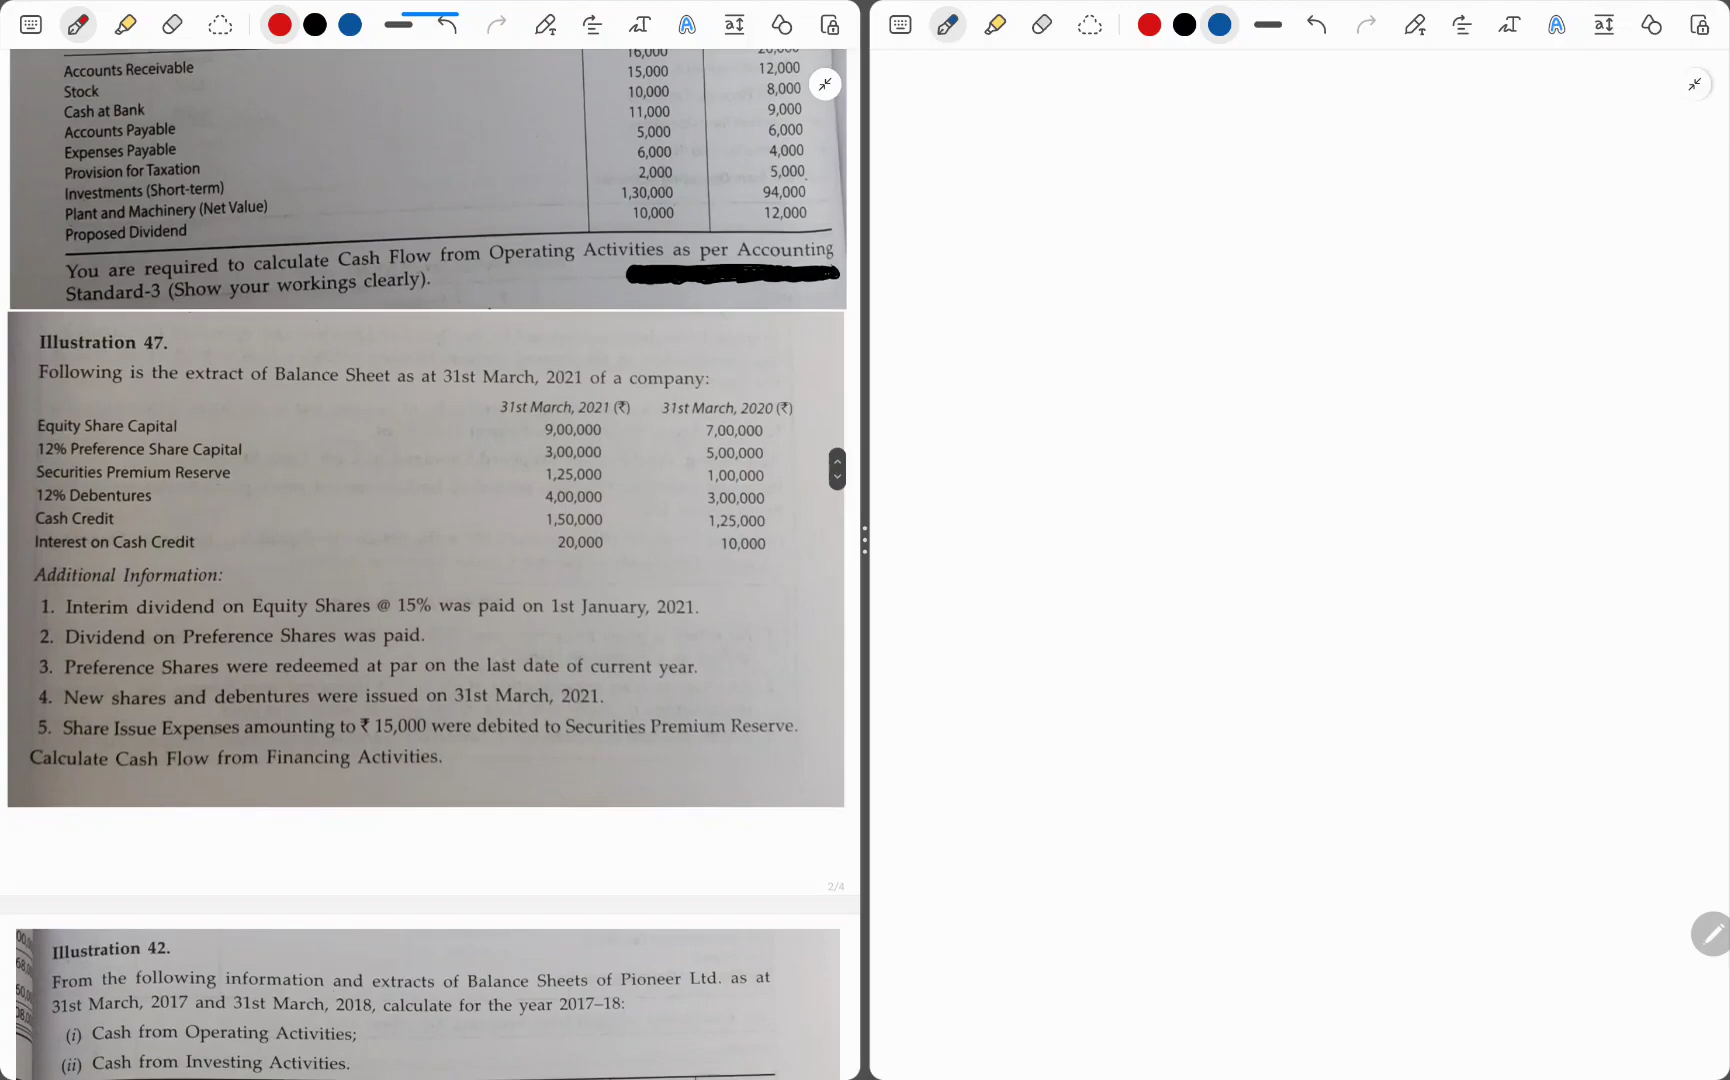 16,000 20,000
Accounts Receivable 15,000 12,000
Stock 10,000 8,000
Cash at Bank 11,000 9,000
Accounts Payable 5,000 6,000
Expenses Payable 6,000 4,000
Provision for Taxation 2,000 5,000
Investments (Short-term) 1,30,000 94,000
Plant and Machinery (Net Value) 10,000 12,000
Proposed Dividend
You are required to calculate Cash Flow from Operating Activities as per Accounting
Standard-3 (Show your workings clearly).
Illustration 47.
Following is the extract of Balance Sheet as at 31st March, 2021 of a company:
31st March, 2021 (₹) 31st March, 2020 (₹)
Equity Share Capital 9,00,000 7,00,000
12% Preference Share Capital 3,00,000 5,00,000
Securities Premium Reserve 1,25,000 1,00,000
12% Debentures 4,00,000 3,00,000
Cash Credit 1,50,000 1,25,000
Interest on Cash Credit 20,000 10,000
Additional Information:
1. Interim dividend on Equity Shares @ 15% was paid on 1st January, 2021.
2. Dividend on Preference Shares was paid.
3. Preference Shares were redeemed at par on the last date of current year.
4. New shares and debentures were issued on 31st March, 2021.
5. Share Issue Expenses amounting to ₹ 15,000 were debited to Securities Premium Reserve.
Calculate Cash Flow from Financing Activities.
2/4
Illustration 42.
From the following information and extracts of Balance Sheets of Pioneer Ltd. as at
31st March, 2017 and 31st March, 2018, calculate for the year 2017–18:
(i) Cash from Operating Activities;
(ii) Cash from Investing Activities.